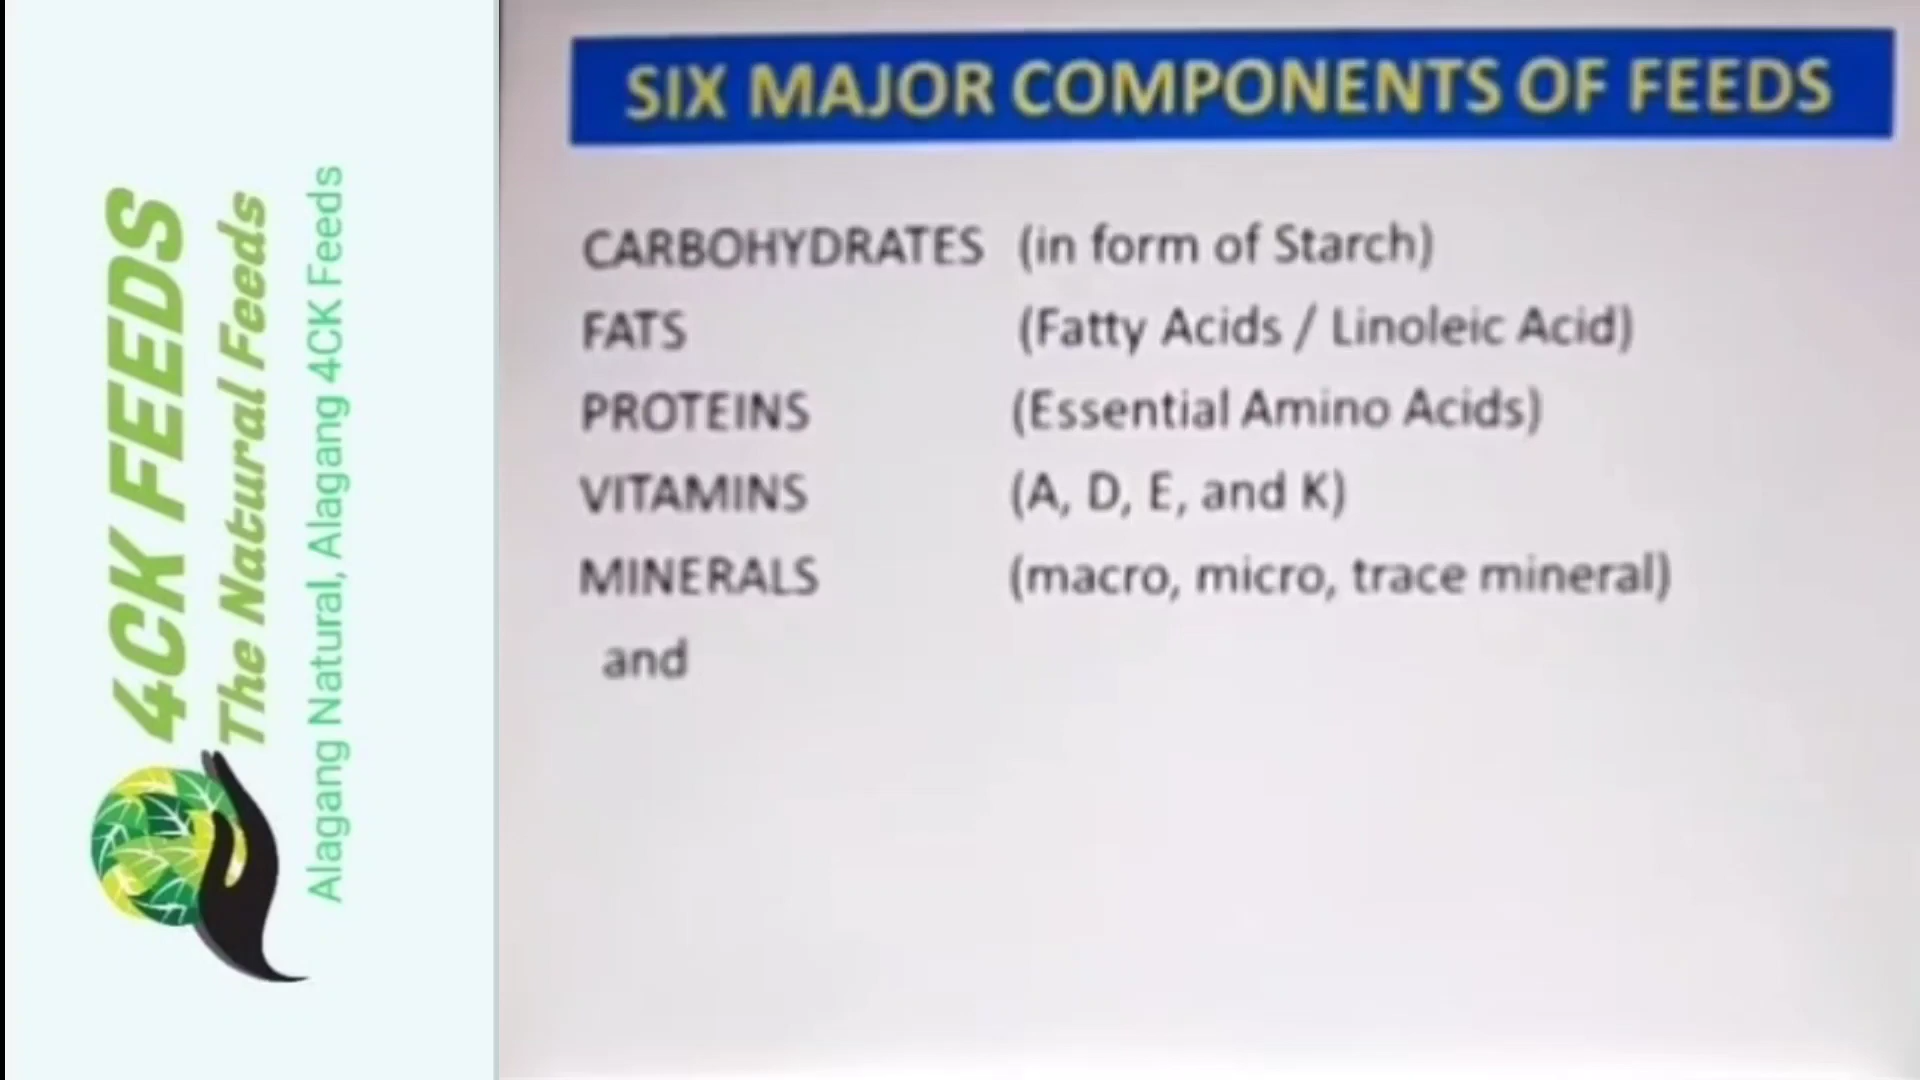 4CK FEEDS
The Natural Feeds
Alagang Natural, Alagang 4CK Feeds
SIX MAJOR COMPONENTS OF FEEDS
CARBOHYDRATES (in form of Starch)
FATS (Fatty Acids / Linoleic Acid)
PROTEINS (Essential Amino Acids)
VITAMINS (A, D, E, and K)
MINERALS (macro, micro, trace mineral)
and